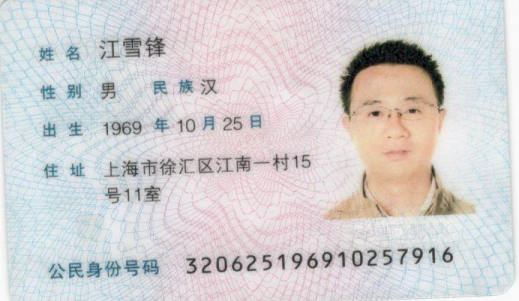 姓名 江雪锋
性别 男 民族 汉
出生 1969 年 10 月 25 日
住址 上海市徐汇区江南一村15
号11室
公民身份号码 320625196910257916